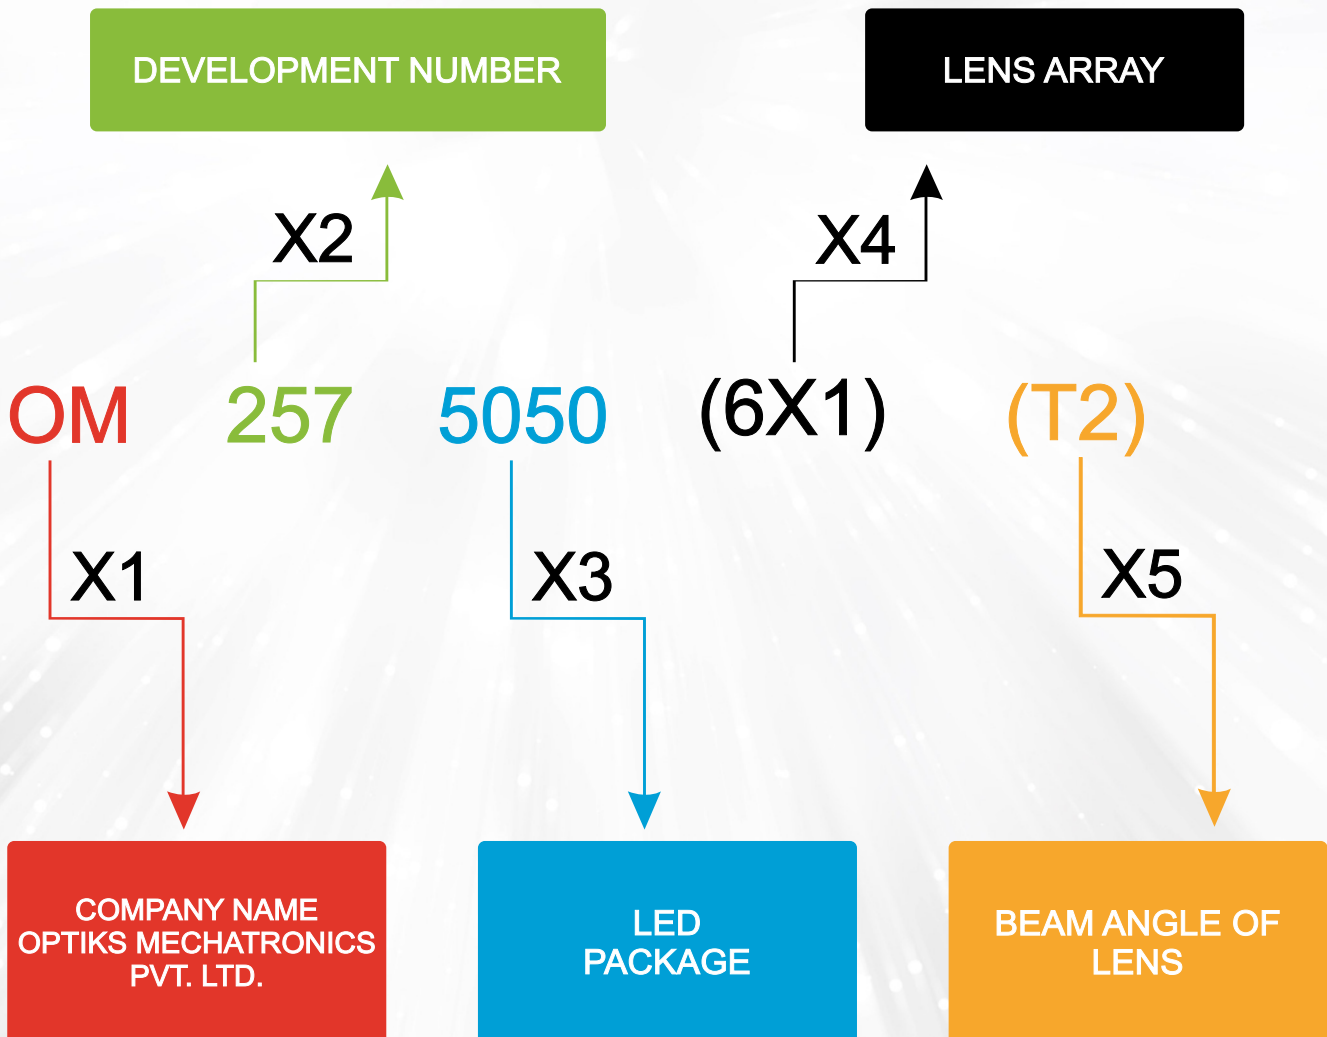 DEVELOPMENT NUMBER
LENS ARRAY
X2
X4
OM 257 5050 (6X1) (T2)
X1
X3
X5
COMPANY NAME
OPTIKS MECHATRONICS
PVT. LTD.
LED
PACKAGE
BEAM ANGLE OF
LENS